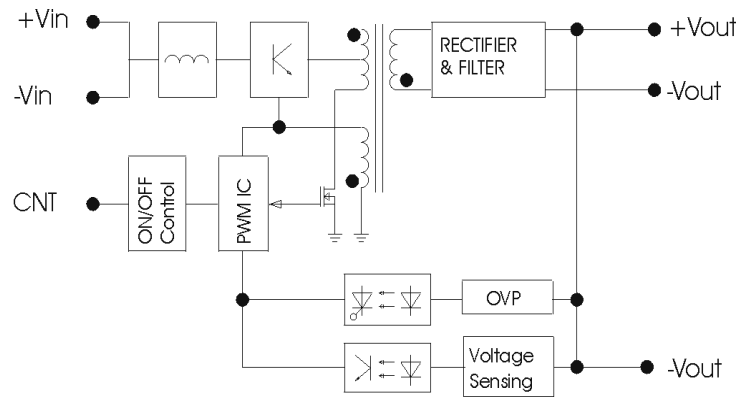 +Vin
-Vin
CNT
ON/OFF
Control
PWM IC
RECTIFIER
& FILTER
+Vout
-Vout
OVP
Voltage
Sensing
-Vout